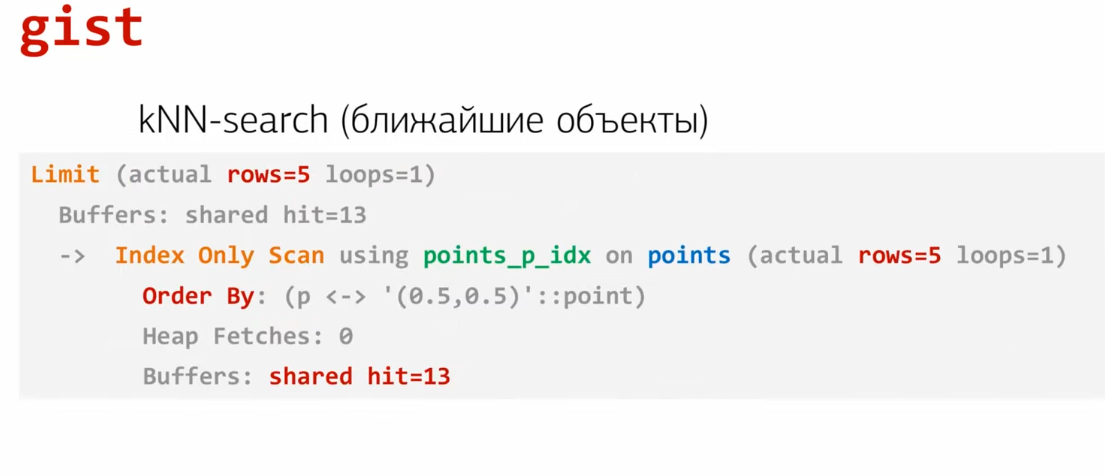 gist
kNN-search (ближайшие объекты)
Limit (actual rows=5 loops=1)
Buffers: shared hit=13
-> Index Only Scan using points_p_idx on points (actual rows=5 loops=1)
Order By: (p <-> '(0.5,0.5)'::point)
Heap Fetches: 0
Buffers: shared hit=13